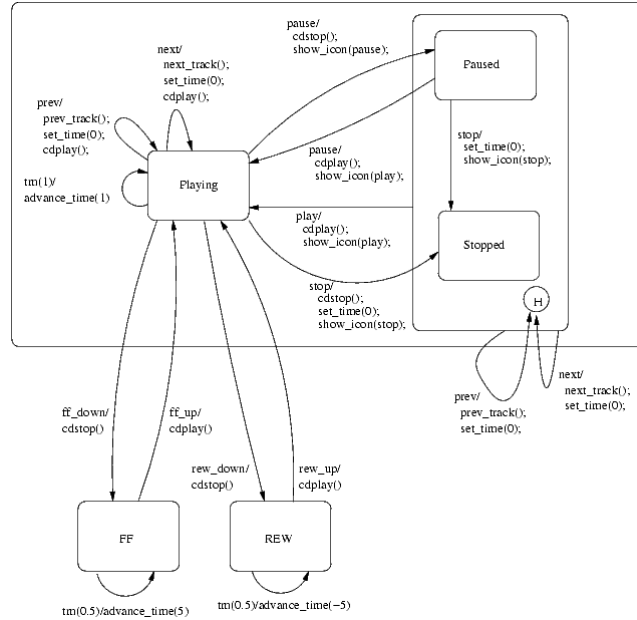 next/
next_track();
set_time(0);
cdplay();
pause/
cdstop();
show_icon(pause);
Paused
prev/
prev_track();
set_time(0);
cdplay();
tm(1)/
advance_time(1)
Playing
pause/
cdplay();
show_icon(play);
stop/
set_time(0);
show_icon(stop);
play/
cdplay();
show_icon(play);
Stopped
stop/
cdstop();
set_time(0);
show_icon(stop);
H
prev/
prev_track();
set_time(0);
next/
next_track();
set_time(0);
ff_down/
cdstop()
ff_up/
cdplay()
rew_down/
cdstop()
rew_up/
cdplay()
FF
REW
tm(0.5)/advance_time(5)
tm(0.5)/advance_time(−5)